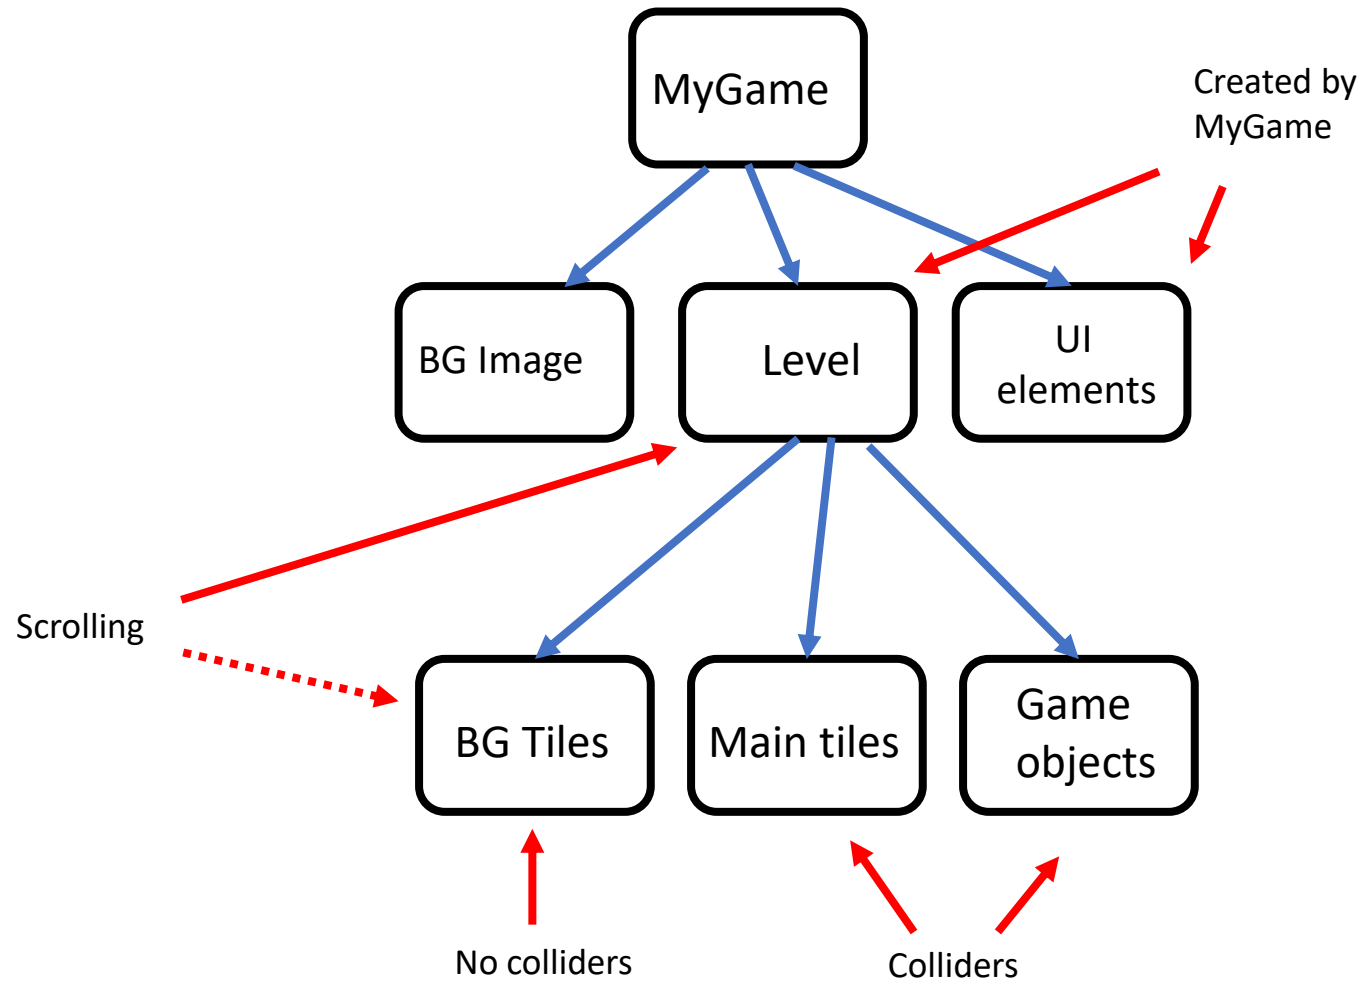 MyGame
Created by
MyGame
BG Image
Level
UI
elements
Scrolling
BG Tiles
Main tiles
Game
objects
No colliders
Colliders